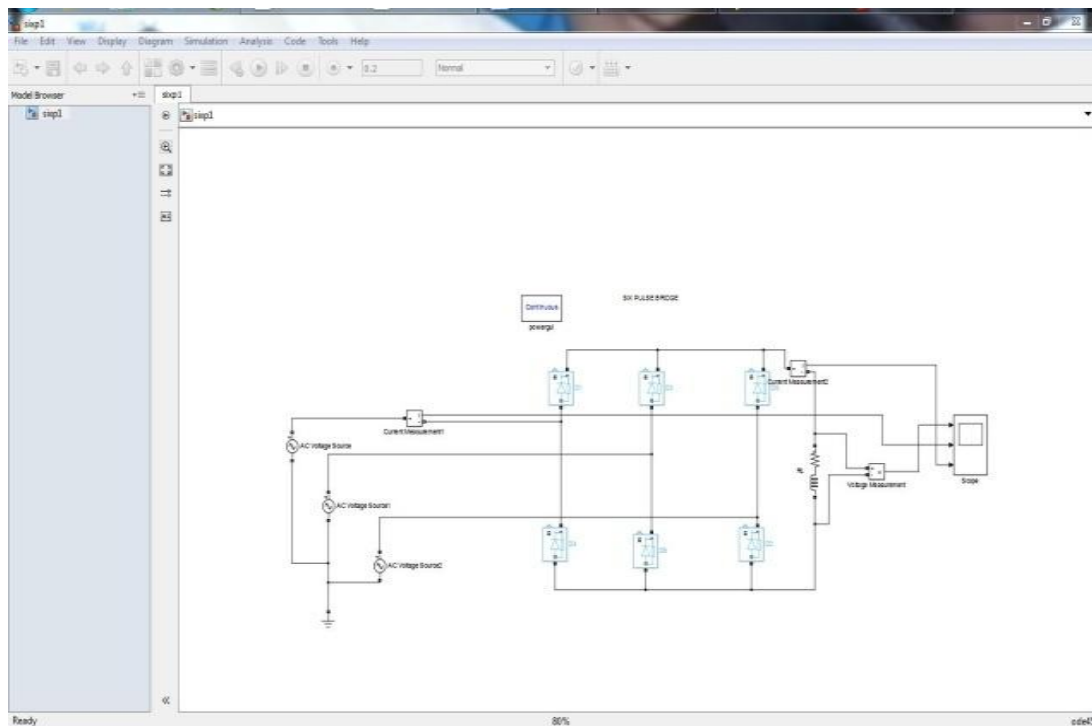 sixp1
File Edit View Display Diagram Simulation Analysis Code Tools Help
0.2 Normal
Model Browser
sixp1
sixp1
sixp1
SIX PULSE BRIDGE
Continuous
powergui
Current Measurement2
Current Measurement1
AC Voltage Source
AC Voltage Source1
Voltage Measurement
Scope
AC Voltage Source2
Ready 80%